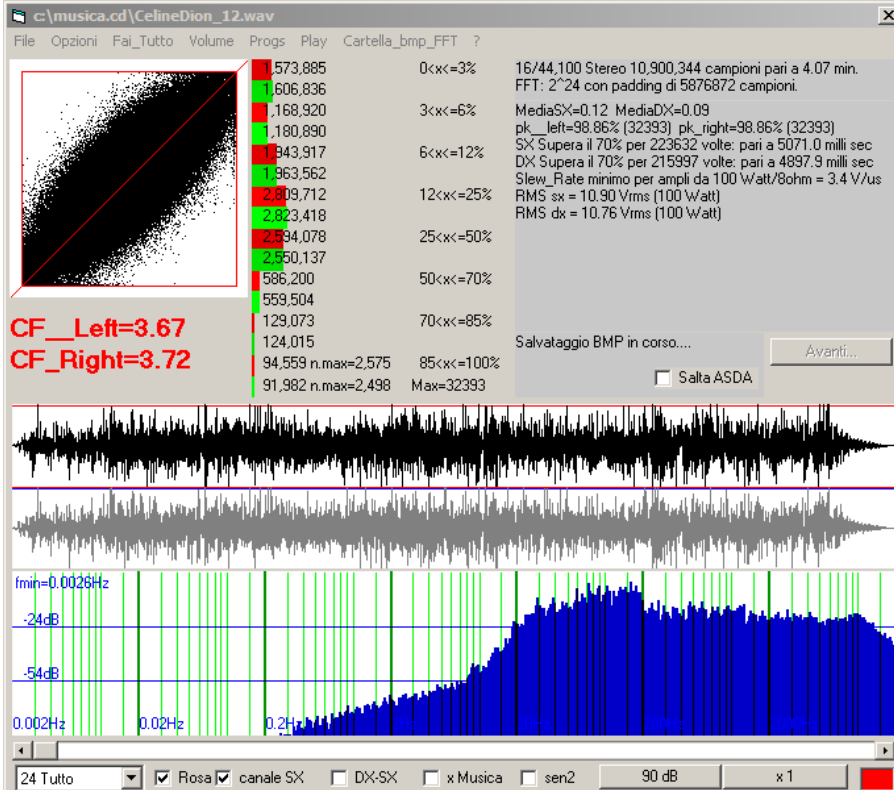 c:\musica.cd\CelineDion_12.wav
File Opzioni Fai_Tutto Volume Progs Play Cartella_bmp_FFT ?
1,573,885 0<x<=3%
1,606,836
1,168,920 3<x<=6%
1,180,890
1,943,917 6<x<=12%
1,963,562
2,809,712 12<x<=25%
2,823,418
2,594,078 25<x<=50%
2,550,137
586,200 50<x<=70%
559,504
129,073 70<x<=85%
124,015
94,559 n.max=2,575 85<x<=100%
91,982 n.max=2,498 Max=32393
CF__Left=3.67
CF_Right=3.72
16/44,100 Stereo 10,900,344 campioni pari a 4.07 min.
FFT: 2^24 con padding di 5876872 campioni.
MediaSX=0.12 MediaDX=0.09
pk__left=98.86% (32393) pk_right=98.86% (32393)
SX Supera il 70% per 223632 volte: pari a 5071.0 milli sec
DX Supera il 70% per 215997 volte: pari a 4897.9 milli sec
Slew_Rate minimo per ampli da 100 Watt/8ohm = 3.4 V/us
RMS sx = 10.90 Vrms (100 Watt)
RMS dx = 10.76 Vrms (100 Watt)
Salvataggio BMP in corso....
Avanti...
Salta ASDA
fmin=0.0026Hz
-24dB
-54dB
0.002Hz 0.02Hz 0.2Hz
24 Tutto Rosa canale SX DX-SX x Musica sen2 90 dB x 1